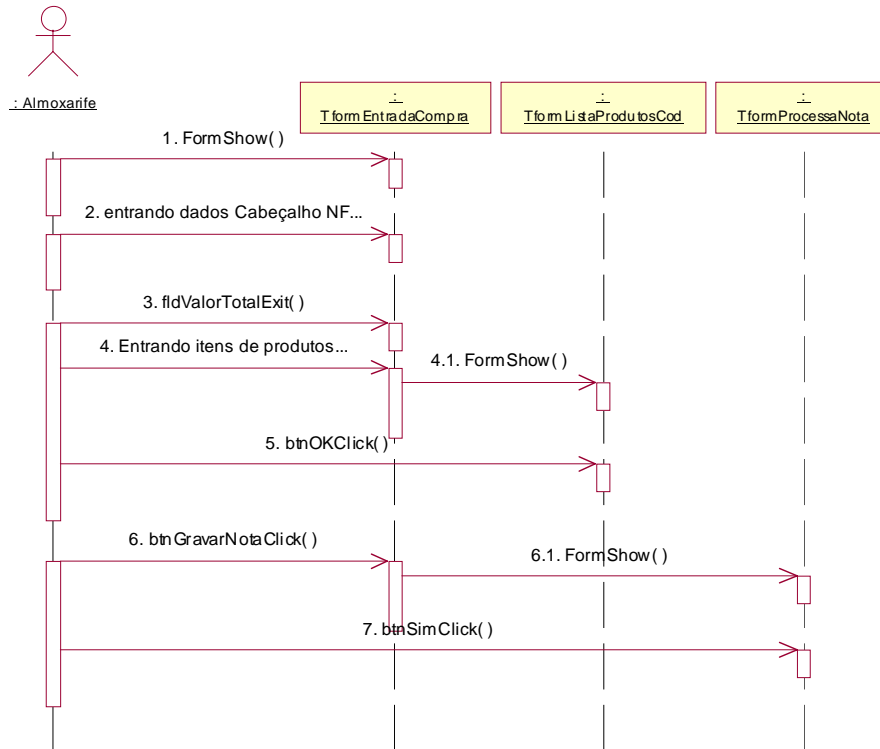 : Almoxarife
:
TformEntradaCompra
:
TformListaProdutosCod
:
TformProcessaNota
1. FormShow( )
2. entrando dados Cabeçalho NF...
3. fldValorTotalExit( )
4. Entrando itens de produtos...
4.1. FormShow( )
5. btnOKClick( )
6. btnGravarNotaClick( )
6.1. FormShow( )
7. btnSimClick( )